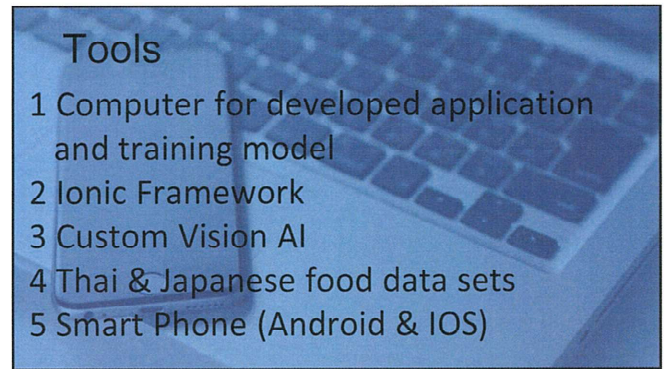 Tools
1 Computer for developed application
and training model
2 Ionic Framework
3 Custom Vision AI
4 Thai & Japanese food data sets
5 Smart Phone (Android & IOS)